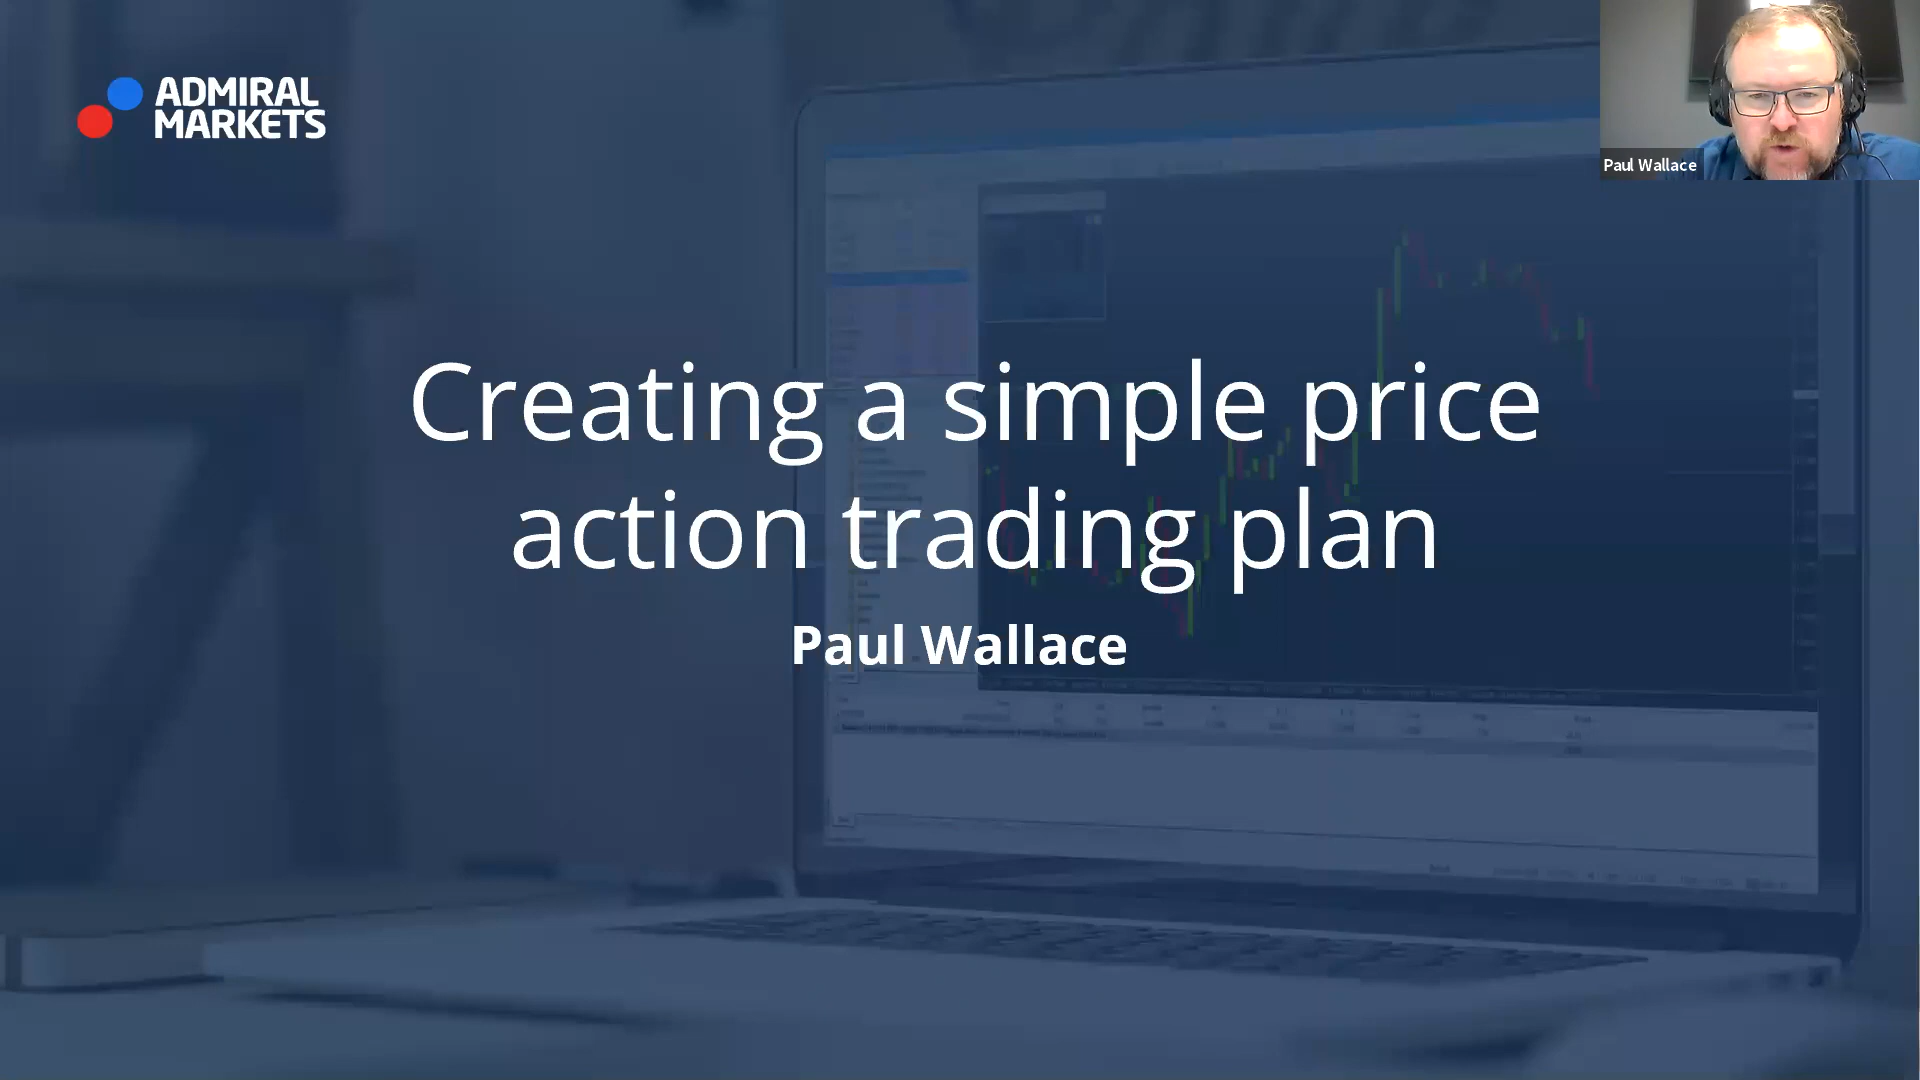 ADMIRAL
MARKETS
Paul Wallace
Creating a simple price
action trading plan
Paul Wallace